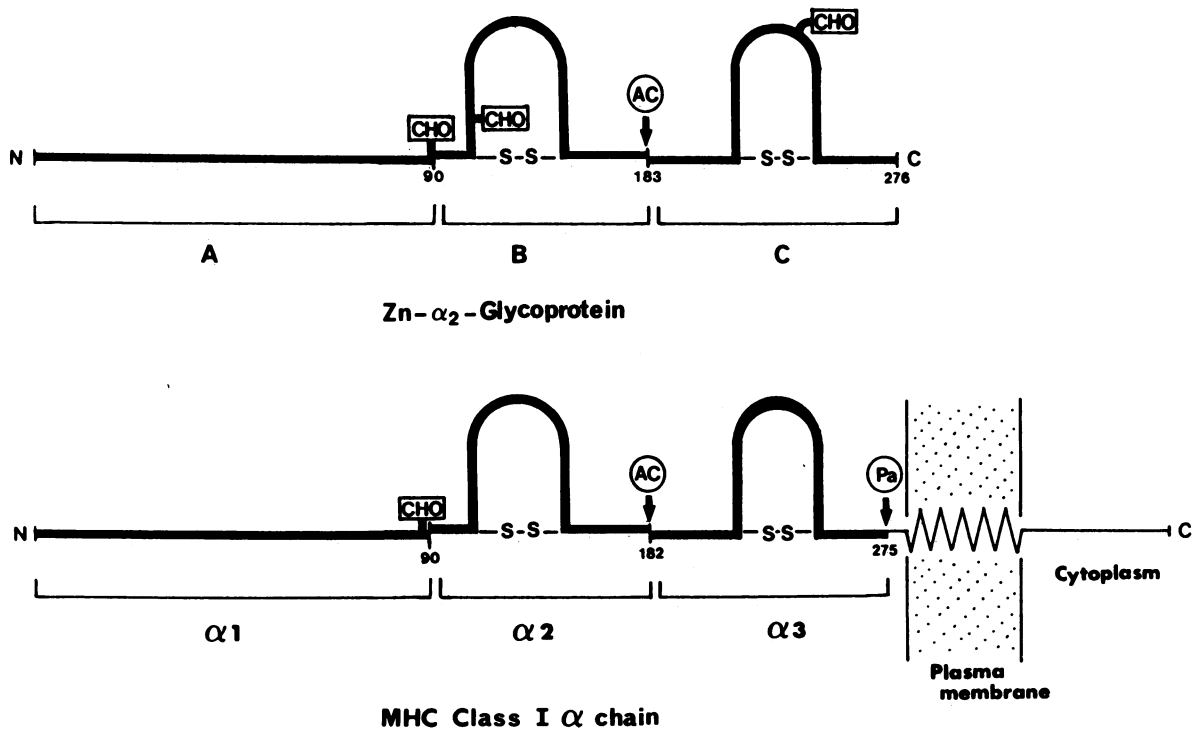 CHO
AC
CHO
CHO
N
S-S
S-S
C
90
183
276
A
B
C
Zn-α2-Glycoprotein
AC
Pa
CHO
N
S-S
S-S
C
90
182
275
Cytoplasm
α1
α2
α3
Plasma
membrane
MHC Class I α chain